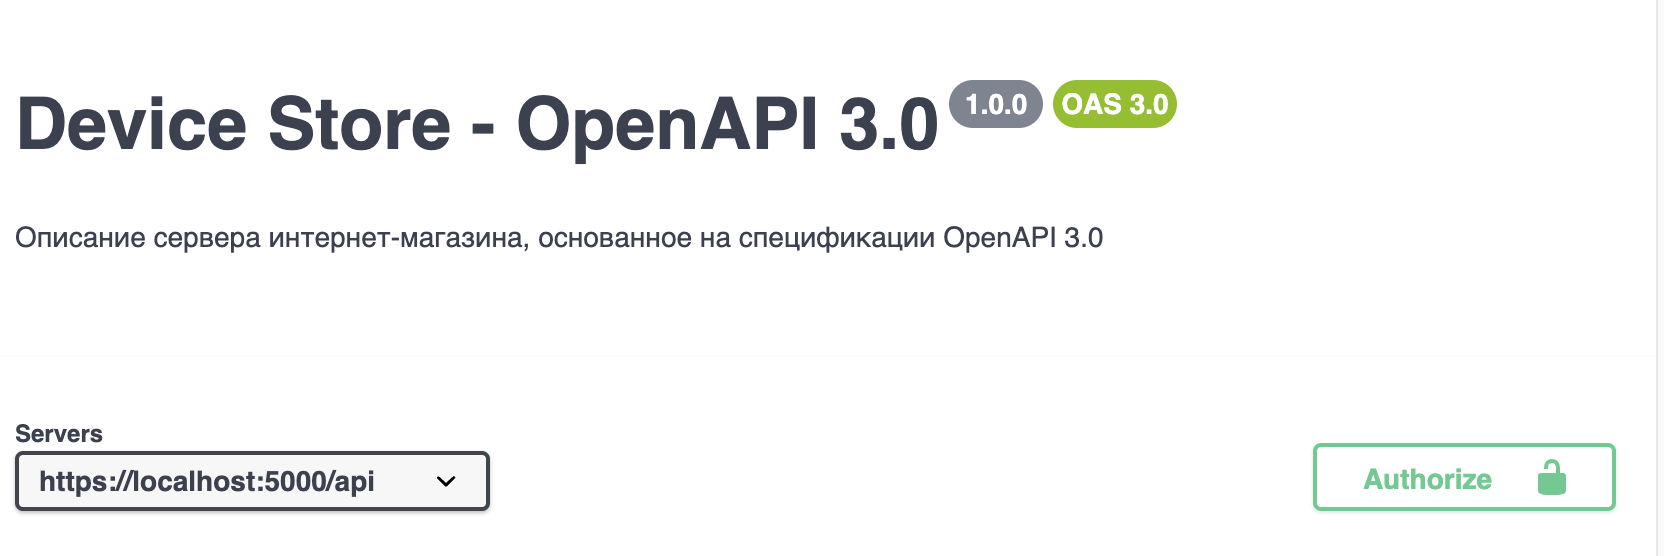 Device Store - OpenAPI 3.0 1.0.0 OAS 3.0
Описание сервера интернет-магазина, основанное на спецификации OpenAPI 3.0
Servers
https://localhost:5000/api
Authorize